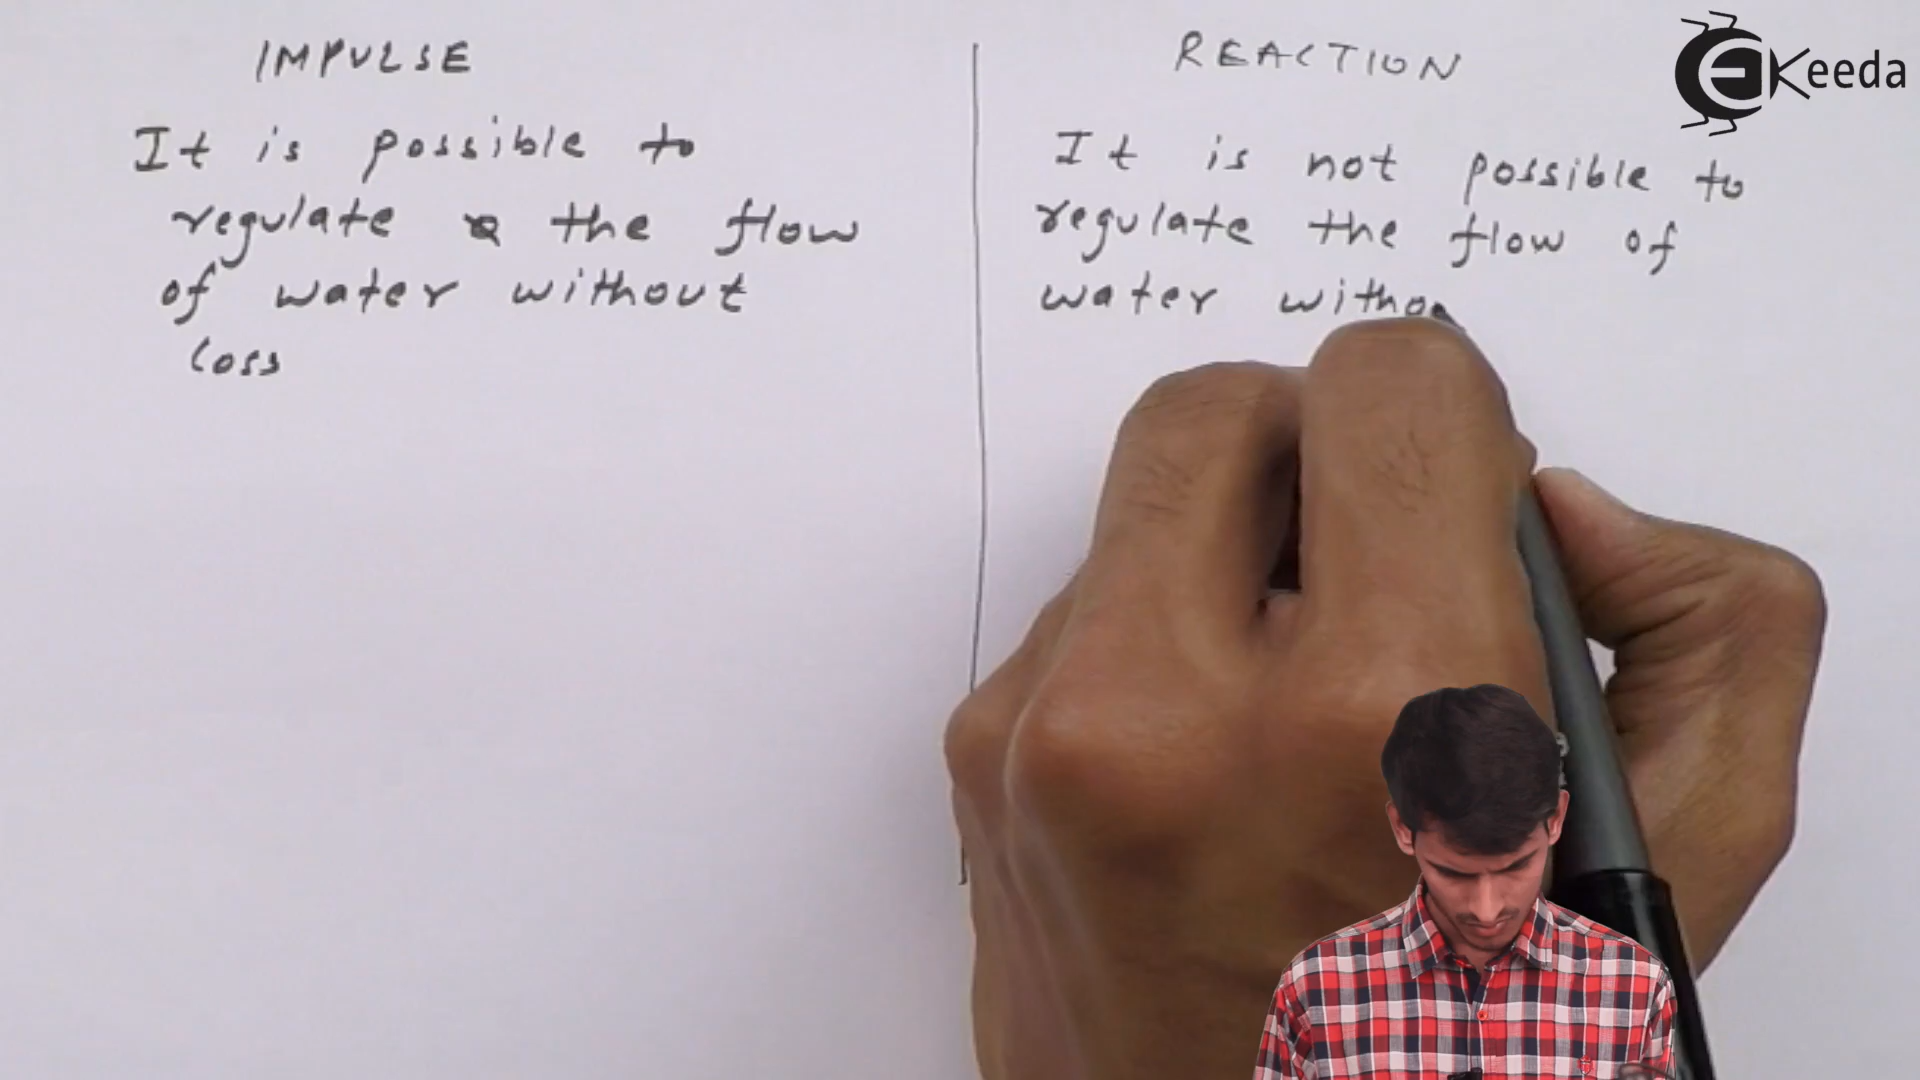 IMPULSE
It is possible to
regulate the flow
of water without
loss
REACTION
It is not possible to
regulate the flow of
water witho
Keeda